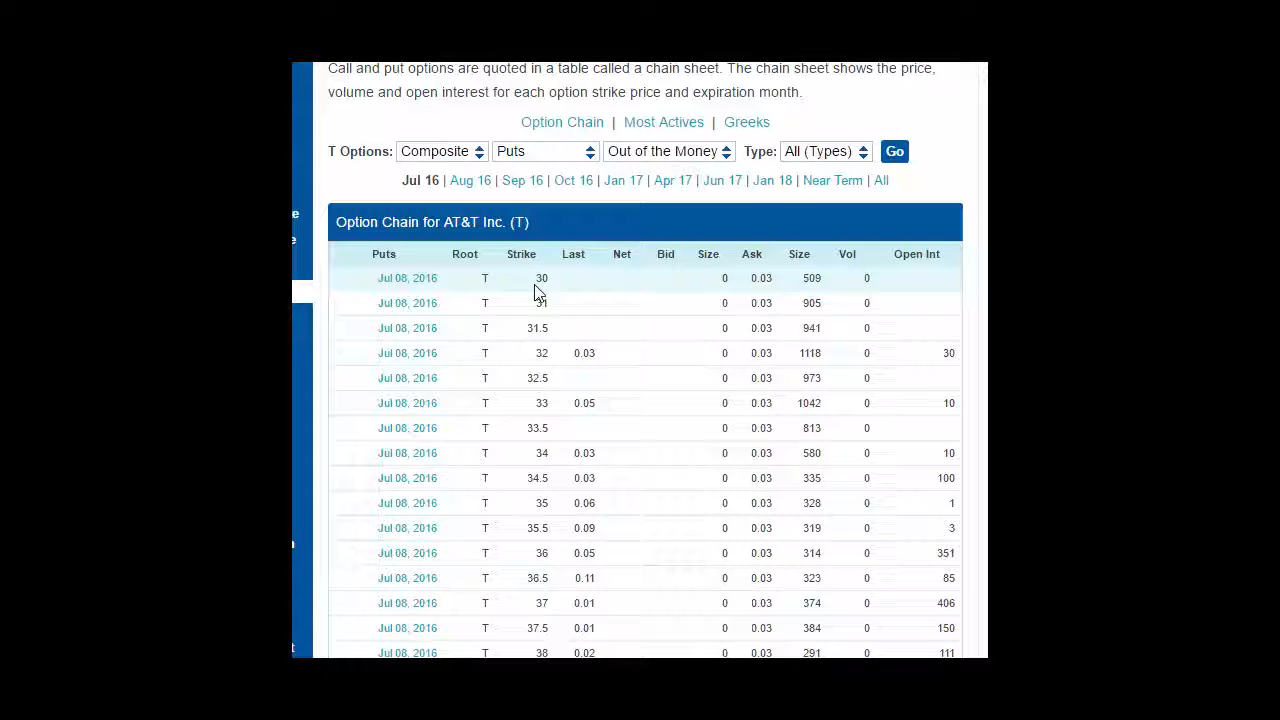 Call and put options are quoted in a table called a chain sheet. The chain sheet shows the price,
volume and open interest for each option strike price and expiration month.
Option Chain | Most Actives | Greeks
T Options: Composite Puts Out of the Money Type: All (Types) Go
Jul 16 | Aug 16 | Sep 16 | Oct 16 | Jan 17 | Apr 17 | Jun 17 | Jan 18 | Near Term | All
Option Chain for AT&T Inc. (T)
Puts Root Strike Last Net Bid Size Ask Size Vol Open Int
Jul 08, 2016 T 30 0 0.03 509 0
Jul 08, 2016 T 31 0 0.03 905 0
Jul 08, 2016 T 31.5 0 0.03 941 0
Jul 08, 2016 T 32 0.03 0 0.03 1118 0 30
Jul 08, 2016 T 32.5 0 0.03 973 0
Jul 08, 2016 T 33 0.05 0 0.03 1042 0 10
Jul 08, 2016 T 33.5 0 0.03 813 0
Jul 08, 2016 T 34 0.03 0 0.03 580 0 10
Jul 08, 2016 T 34.5 0.03 0 0.03 335 0 100
Jul 08, 2016 T 35 0.06 0 0.03 328 0 1
Jul 08, 2016 T 35.5 0.09 0 0.03 319 0 3
Jul 08, 2016 T 36 0.05 0 0.03 314 0 351
Jul 08, 2016 T 36.5 0.11 0 0.03 323 0 85
Jul 08, 2016 T 37 0.01 0 0.03 374 0 406
Jul 08, 2016 T 37.5 0.01 0 0.03 384 0 150
Jul 08, 2016 T 38 0.02 0 0.03 291 0 111